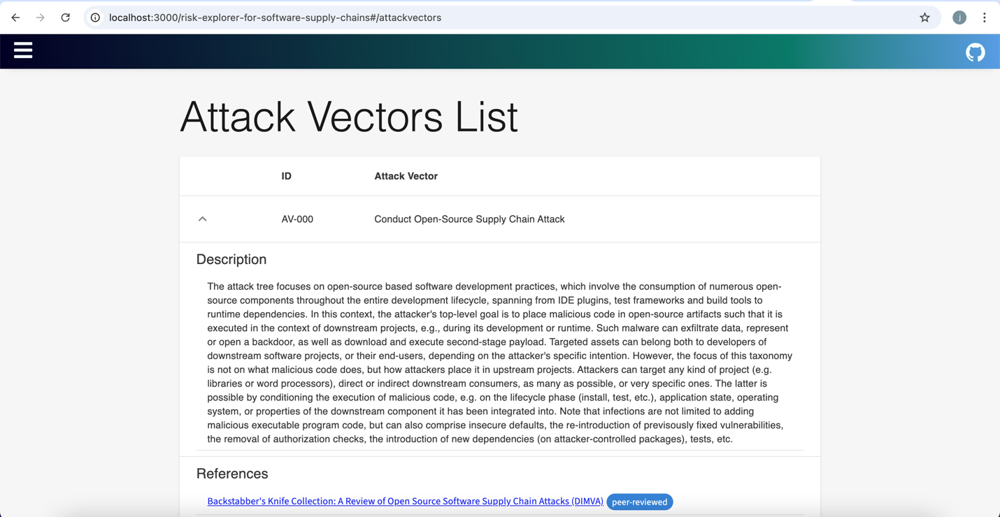 localhost:3000/risk-explorer-for-software-supply-chains#/attackvectors
j
Attack Vectors List
ID Attack Vector
AV-000 Conduct Open-Source Supply Chain Attack
Description
The attack tree focuses on open-source based software development practices, which involve the consumption of numerous open-
source components throughout the entire development lifecycle, spanning from IDE plugins, test frameworks and build tools to
runtime dependencies. In this context, the attacker's top-level goal is to place malicious code in open-source artifacts such that it is
executed in the context of downstream projects, e.g., during its development or runtime. Such malware can exfiltrate data, represent
or open a backdoor, as well as download and execute second-stage payload. Targeted assets can belong both to developers of
downstream software projects, or their end-users, depending on the attacker's specific intention. However, the focus of this taxonomy
is not on what malicious code does, but how attackers place it in upstream projects. Attackers can target any kind of project (e.g.
libraries or word processors), direct or indirect downstream consumers, as many as possible, or very specific ones. The latter is
possible by conditioning the execution of malicious code, e.g. on the lifecycle phase (install, test, etc.), application state, operating
system, or properties of the downstream component it has been integrated into. Note that infections are not limited to adding
malicious executable program code, but can also comprise insecure defaults, the re-introduction of previsously fixed vulnerabilities,
the removal of authorization checks, the introduction of new dependencies (on attacker-controlled packages), tests, etc.
References
Backstabber's Knife Collection: A Review of Open Source Software Supply Chain Attacks (DIMVA) peer-reviewed